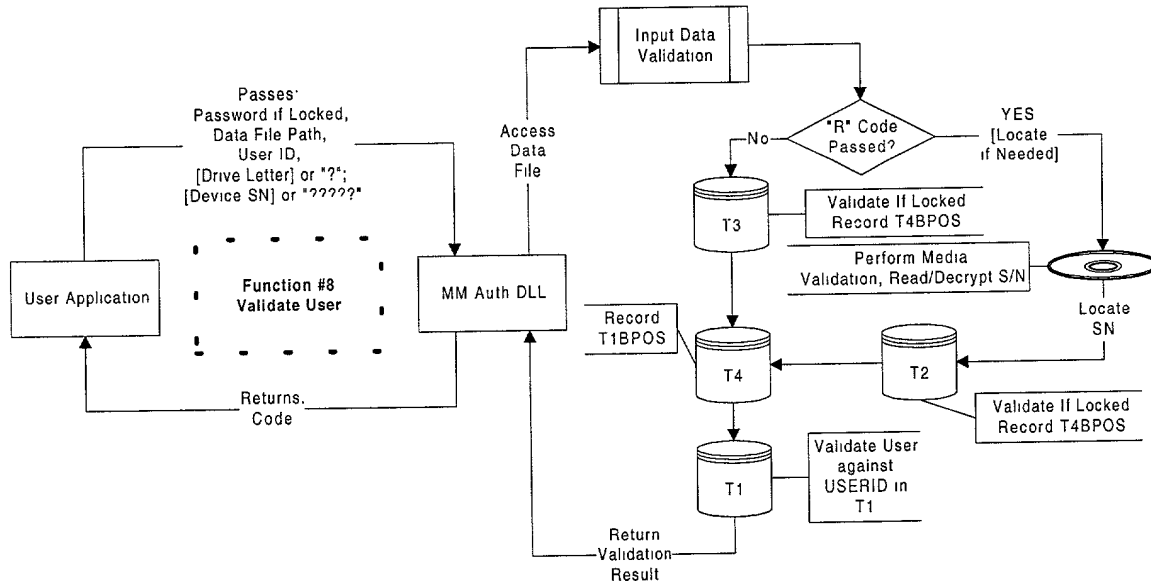 Input Data
Validation
Passes:
Password if Locked,
Data File Path,
User ID,
[Drive Letter] or "?";
[Device SN] or "?????"
Access
Data
File
No
"R" Code
Passed?
YES
[Locate
if Needed]
T3
Validate If Locked
Record T4BPOS
Perform Media
Validation, Read/Decrypt S/N
User Application
Function #8
Validate User
MM Auth DLL
Locate
SN
Record
T1BPOS
T4
T2
Validate If Locked
Record T4BPOS
Returns.
Code
T1
Validate User
against
USERID in
T1
Return
Validation
Result